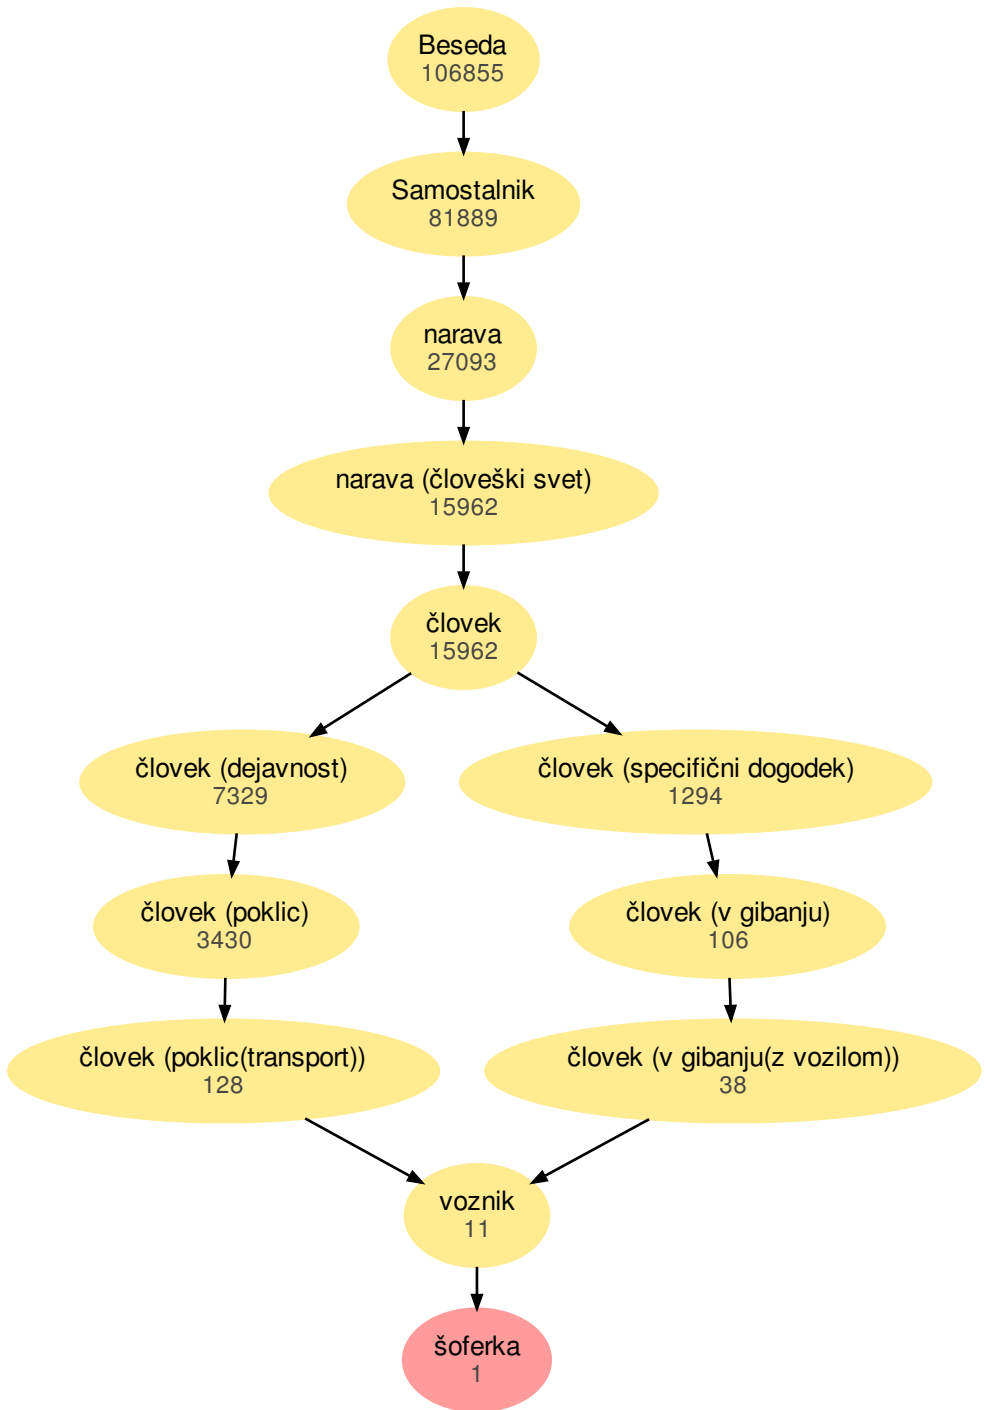 Beseda
106855
Samostalnik
81889
narava
27093
narava (človeški svet)
15962
človek
15962
človek (dejavnost)
7329
človek (specifični dogodek)
1294
človek (poklic)
3430
človek (v gibanju)
106
človek (poklic(transport))
128
človek (v gibanju(z vozilom))
38
voznik
11
šoferka
1